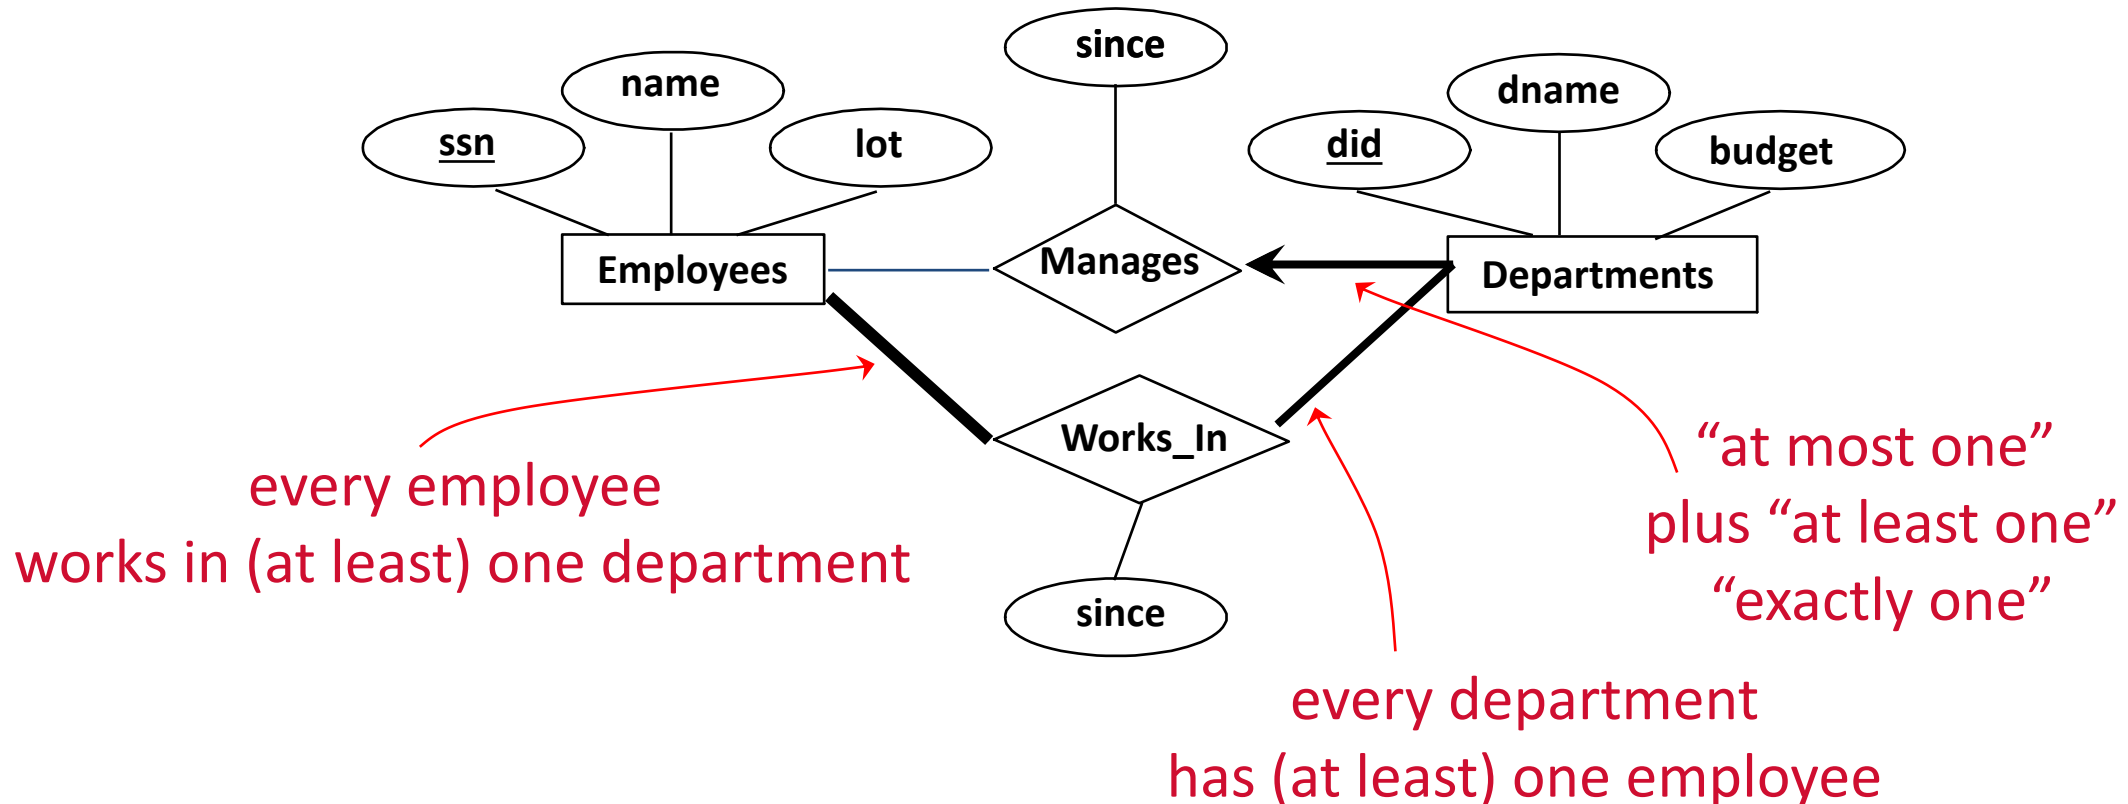 since
name
dname
ssn
lot
did
budget
Employees
Manages
Departments
Works_In
“at most one”
plus “at least one”
“exactly one”
every employee
works in (at least) one department
since
every department
has (at least) one employee